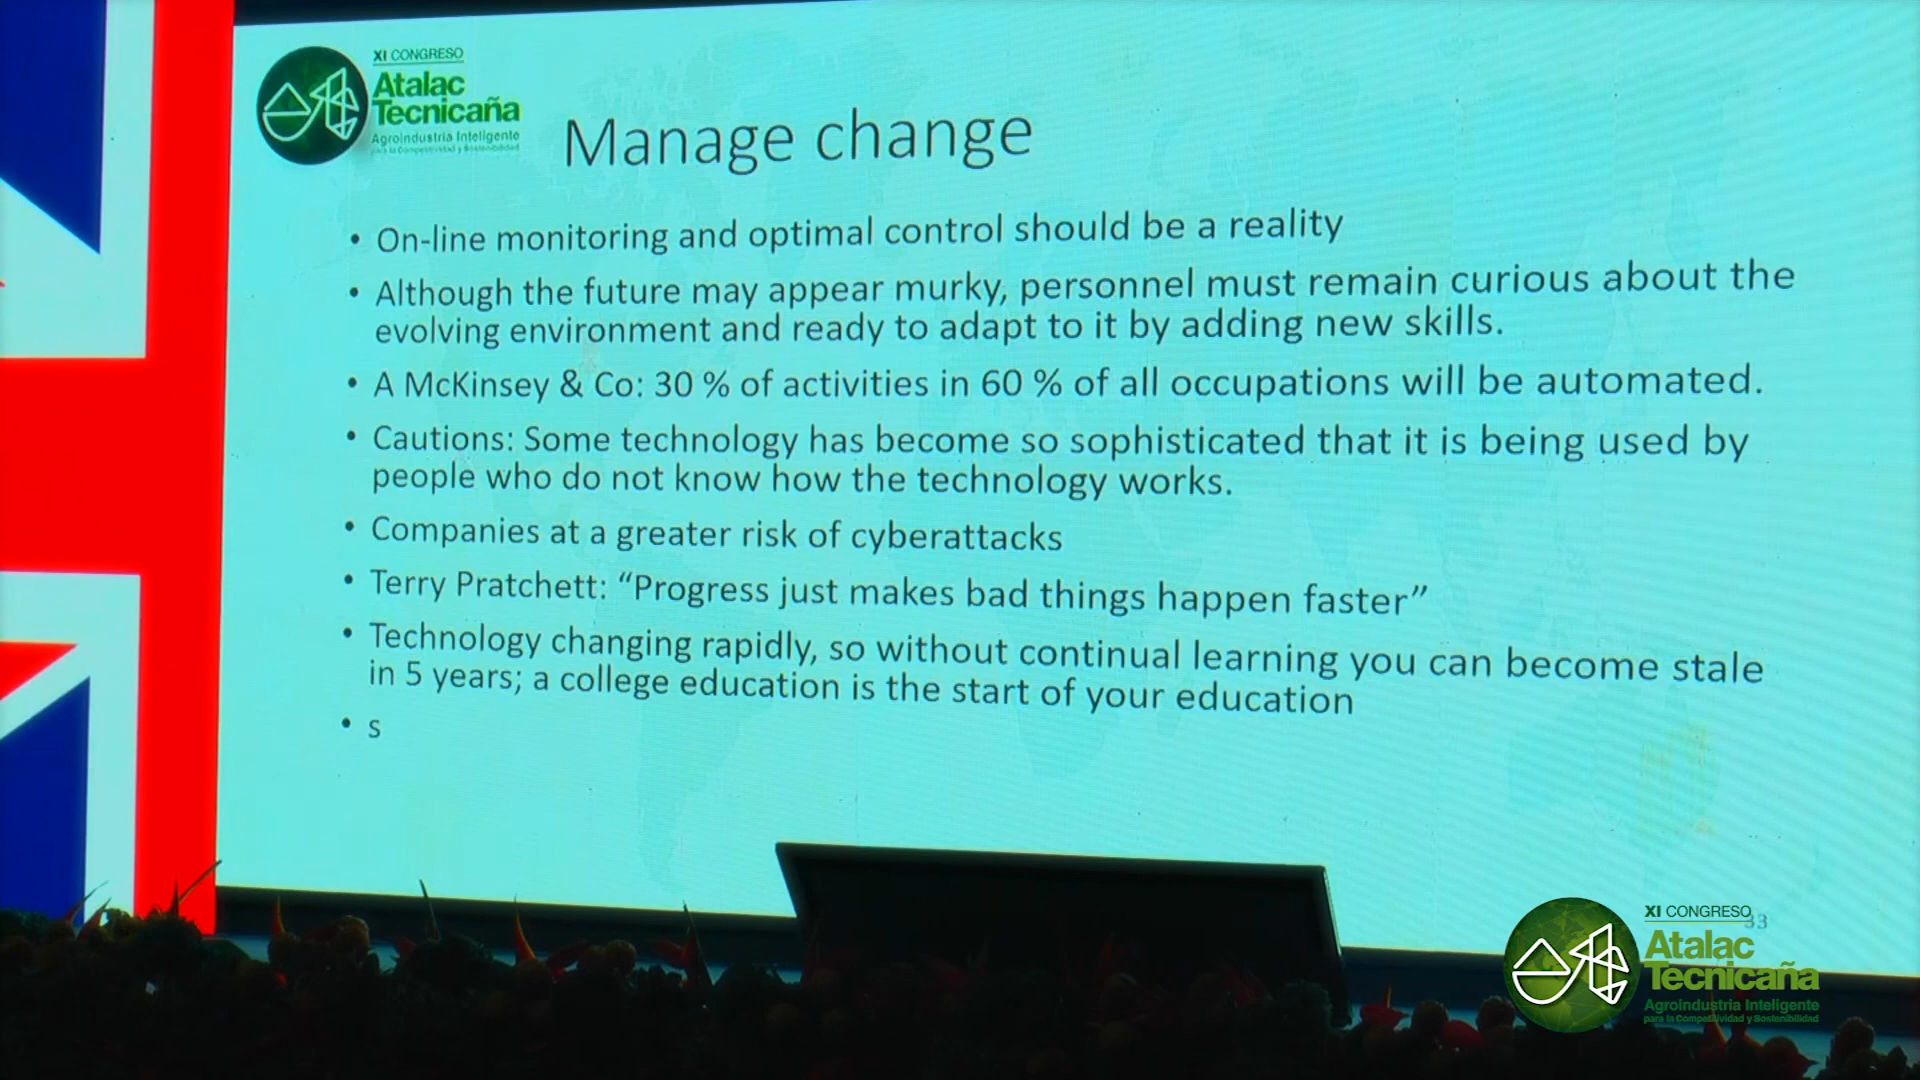 XI CONGRESO
Atalac
Tecnicaña
Agroindustria Inteligente
para la Competitividad y Sostenibilidad
Manage change
• On-line monitoring and optimal control should be a reality
• Although the future may appear murky, personnel must remain curious about the
evolving environment and ready to adapt to it by adding new skills.
• A McKinsey & Co: 30 % of activities in 60 % of all occupations will be automated.
• Cautions: Some technology has become so sophisticated that it is being used by
people who do not know how the technology works.
• Companies at a greater risk of cyberattacks
• Terry Pratchett: “Progress just makes bad things happen faster”
• Technology changing rapidly, so without continual learning you can become stale
in 5 years; a college education is the start of your education
• s
33
XI CONGRESO
Atalac
Tecnicaña
Agroindustria Inteligente
para la Competitividad y Sostenibilidad